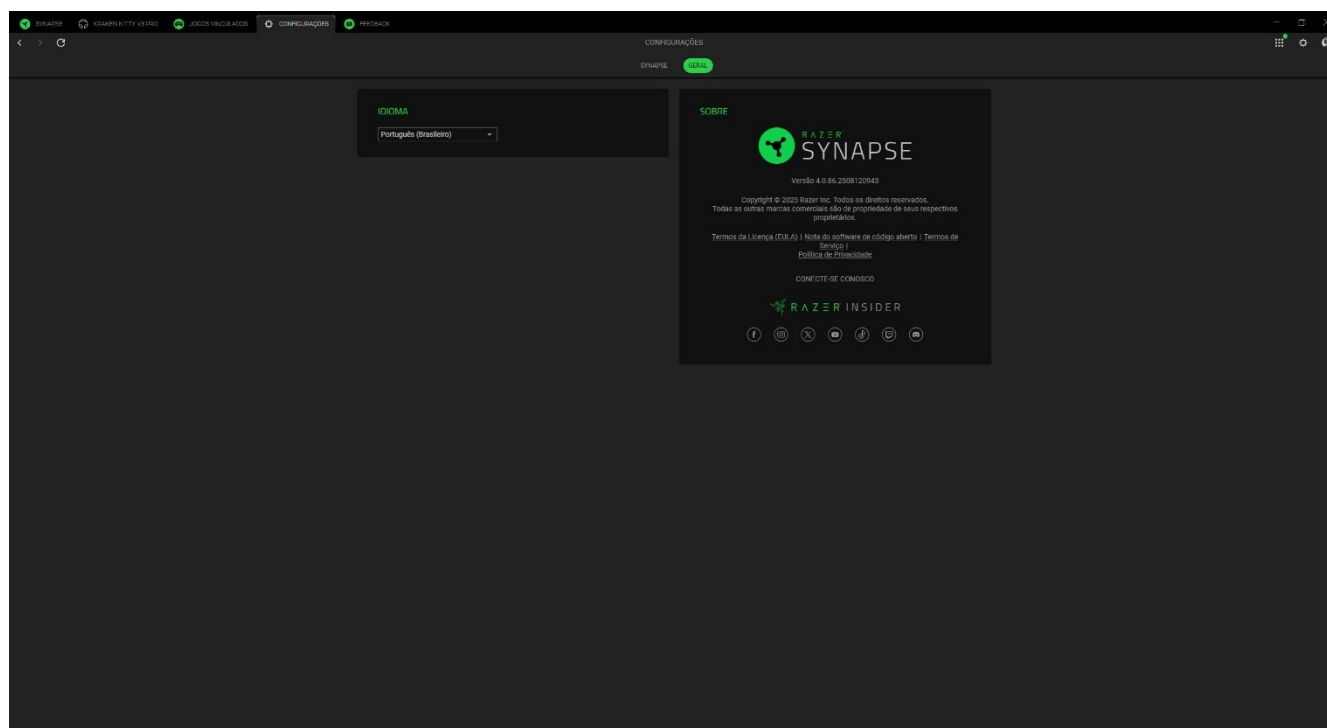 SYNAPSE
KRAKEN KITTY V3 PRO
JOGOS VINCULADOS
CONFIGURAÇÕES
FEEDBACK
CONFIGURAÇÕES
SYNAPSE
GERAL
IDIOMA
Português (Brasileiro)
SOBRE
RAZER
SYNAPSE
Versão 4.0.86.2508120943
Copyright © 2025 Razer Inc. Todos os direitos reservados.
Todas as outras marcas comerciais são de propriedade de seus respectivos
proprietários.
Termos da Licença (EULA) | Nota do software de código aberto | Termos de
Serviço |
Política de Privacidade
CONECTE-SE CONOSCO
RAZER INSIDER